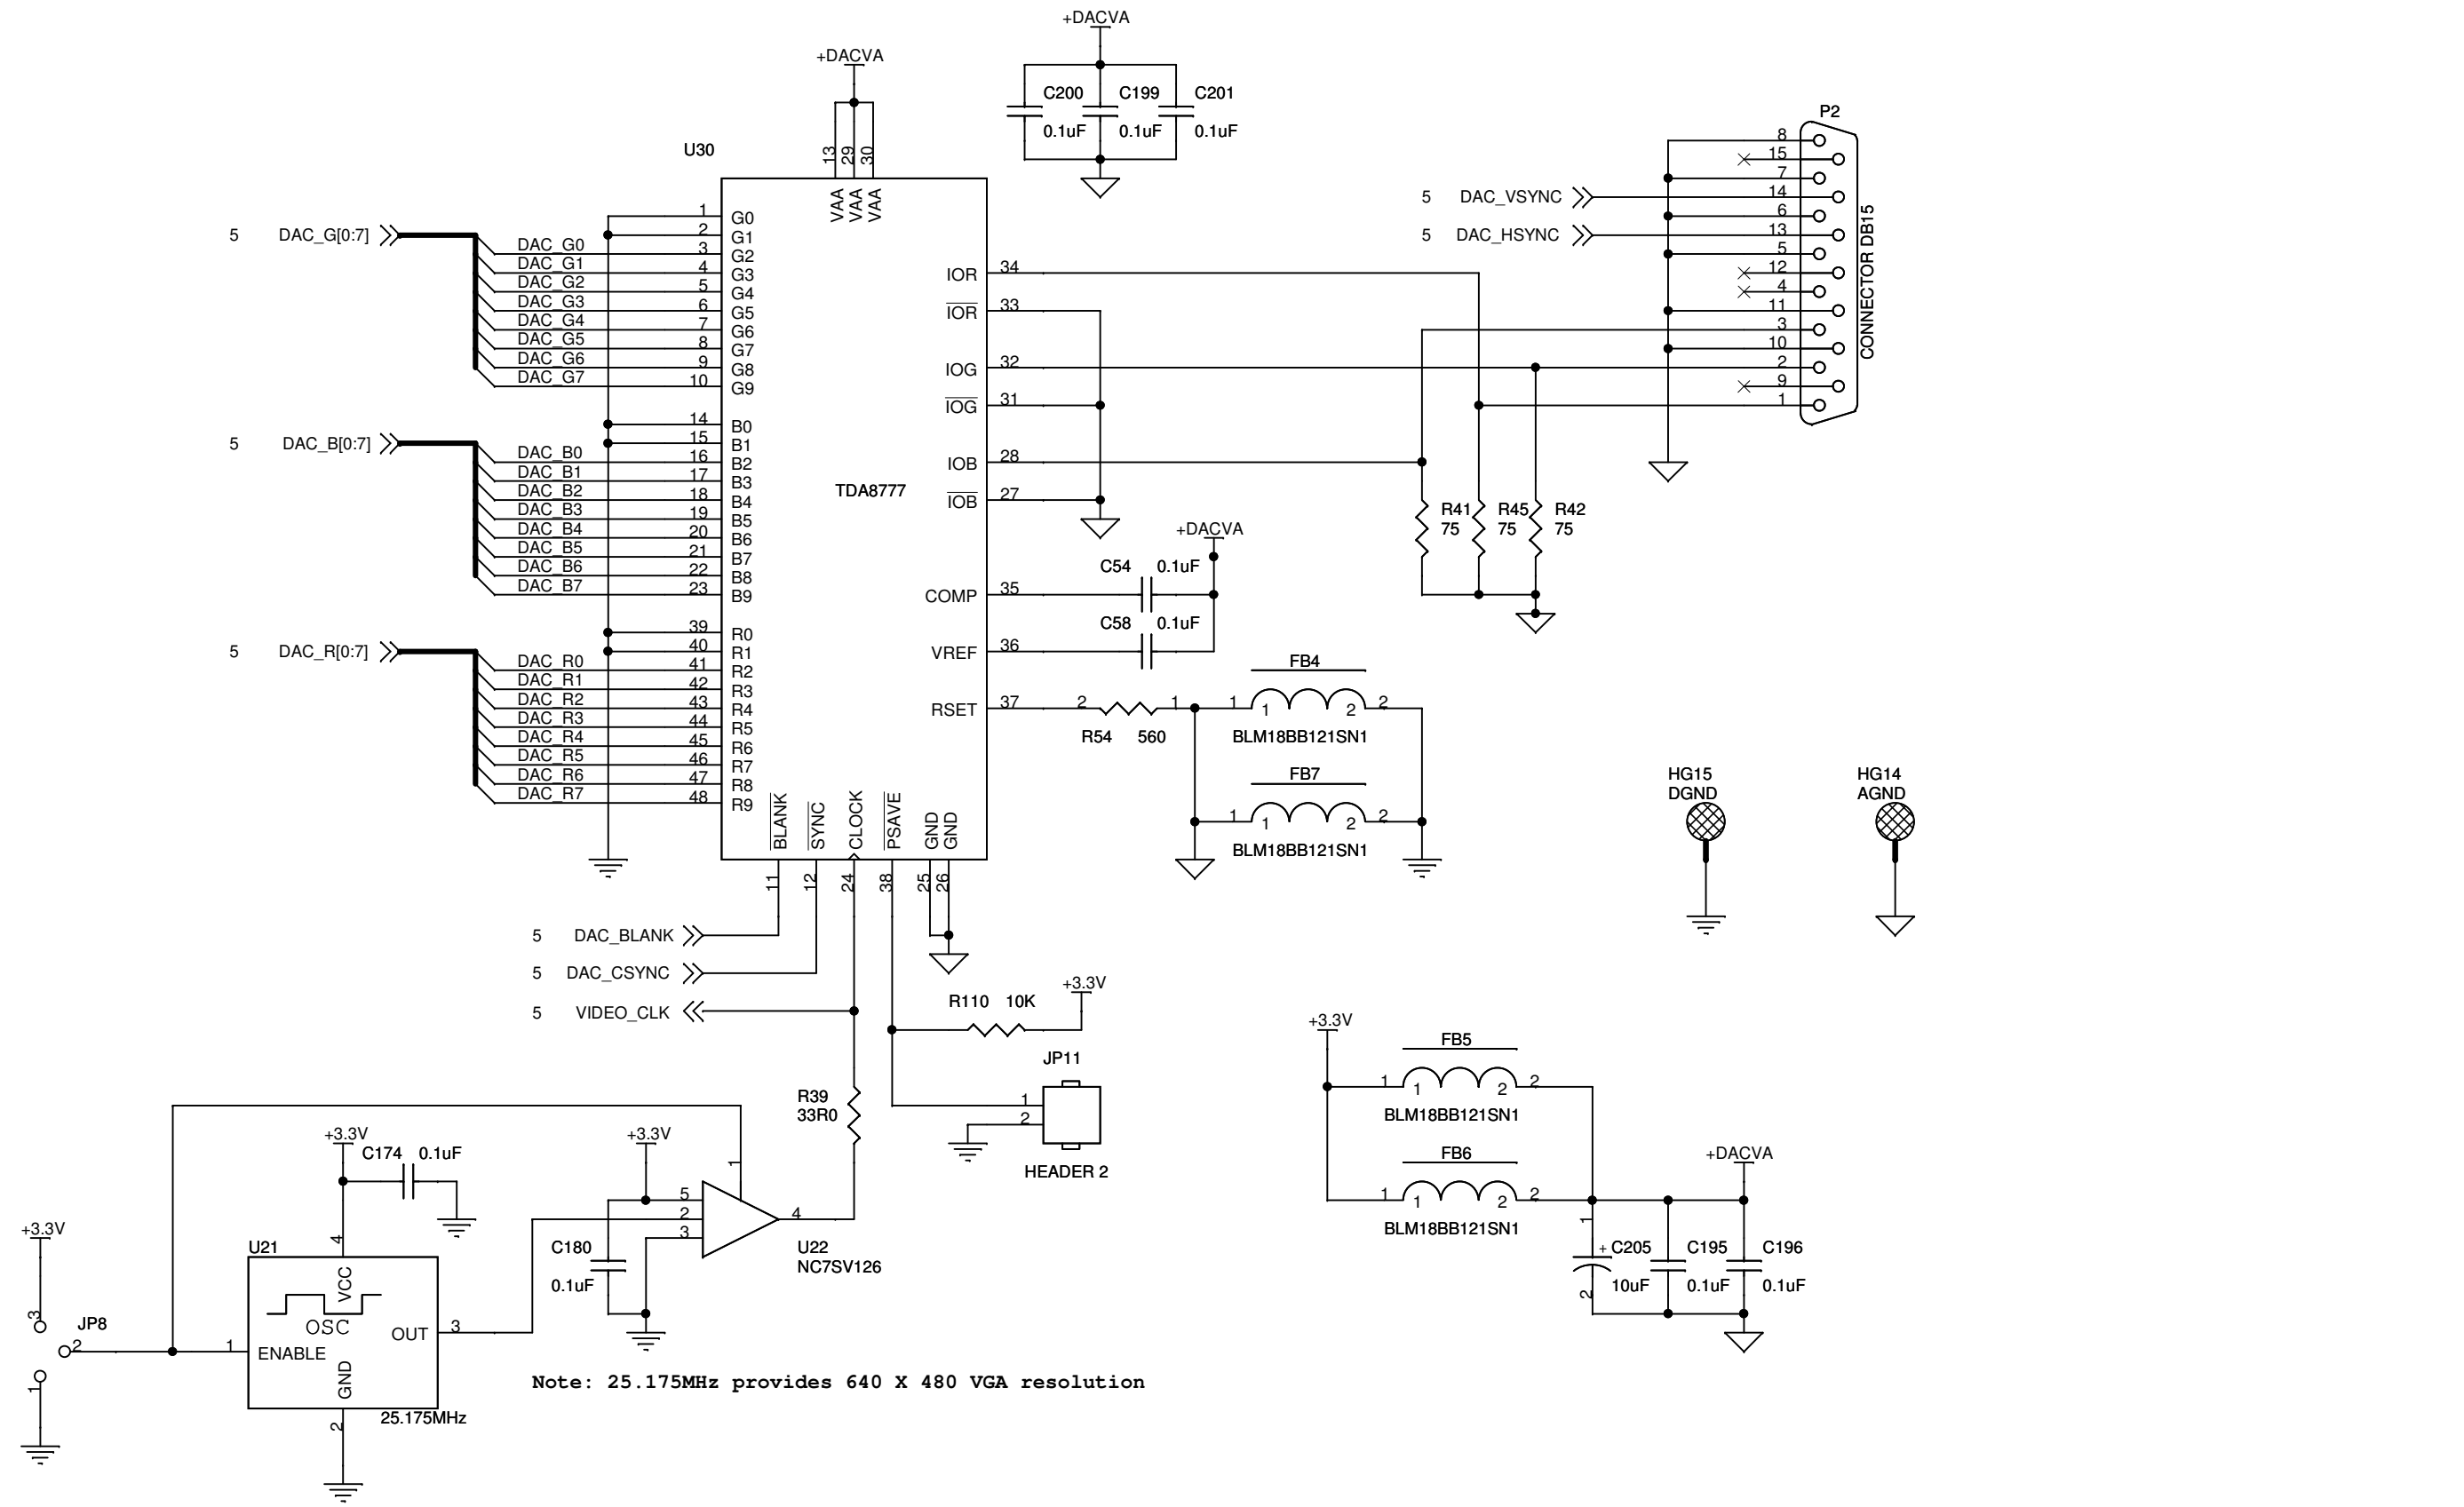 +DACVA
+DACVA
C200
0.1uF
C199
0.1uF
C201
0.1uF
P2
CONNECTOR DB15
8
15
7
14
6
13
5
12
4
11
3
10
2
9
1
5 DAC_VSYNC
5 DAC_HSYNC
U30
TDA8777
13
29
30
VAA
VAA
VAA
5 DAC_G[0:7]
1 G0
2 G1
DAC_G0 3 G2
DAC_G1 4 G3
DAC_G2 5 G4
DAC_G3 6 G5
DAC_G4 7 G6
DAC_G5 8 G7
DAC_G6 9 G8
DAC_G7 10 G9
5 DAC_B[0:7]
14 B0
15 B1
DAC_B0 16 B2
DAC_B1 17 B3
DAC_B2 18 B4
DAC_B3 19 B5
DAC_B4 20 B6
DAC_B5 21 B7
DAC_B6 22 B8
DAC_B7 23 B9
5 DAC_R[0:7]
39 R0
40 R1
DAC_R0 41 R2
DAC_R1 42 R3
DAC_R2 43 R4
DAC_R3 44 R5
DAC_R4 45 R6
DAC_R5 46 R7
DAC_R6 47 R8
DAC_R7 48 R9
IOR 34
IOR 33
IOG 32
IOG 31
IOB 28
IOB 27
COMP 35
VREF 36
RSET 37
+DACVA
C54 0.1uF
C58 0.1uF
R41
75
R45
75
R42
75
2 1
R54 560
FB4
1 1 2 2
BLM18BB121SN1
FB7
1 1 2 2
BLM18BB121SN1
HG15
DGND
HG14
AGND
BLANK
SYNC
CLOCK
PSAVE
GND
GND
11
12
24
38
25
26
5 DAC_BLANK
5 DAC_CSYNC
5 VIDEO_CLK
R110 10K
+3.3V
JP11
1
2
HEADER 2
R39
33R0
+3.3V
FB5
1 1 2 2
BLM18BB121SN1
FB6
1 1 2 2
BLM18BB121SN1
+DACVA
1
2
+ C205
10uF
C195
0.1uF
C196
0.1uF
+3.3V
C174 0.1uF
+3.3V
1
5
2
3
4
C180
0.1uF
U22
NC7SV126
+3.3V
3
JP8
2
1
U21
4
VCC
OSC
1 ENABLE
OUT 3
GND
2
25.175MHz
Note: 25.175MHz provides 640 X 480 VGA resolution